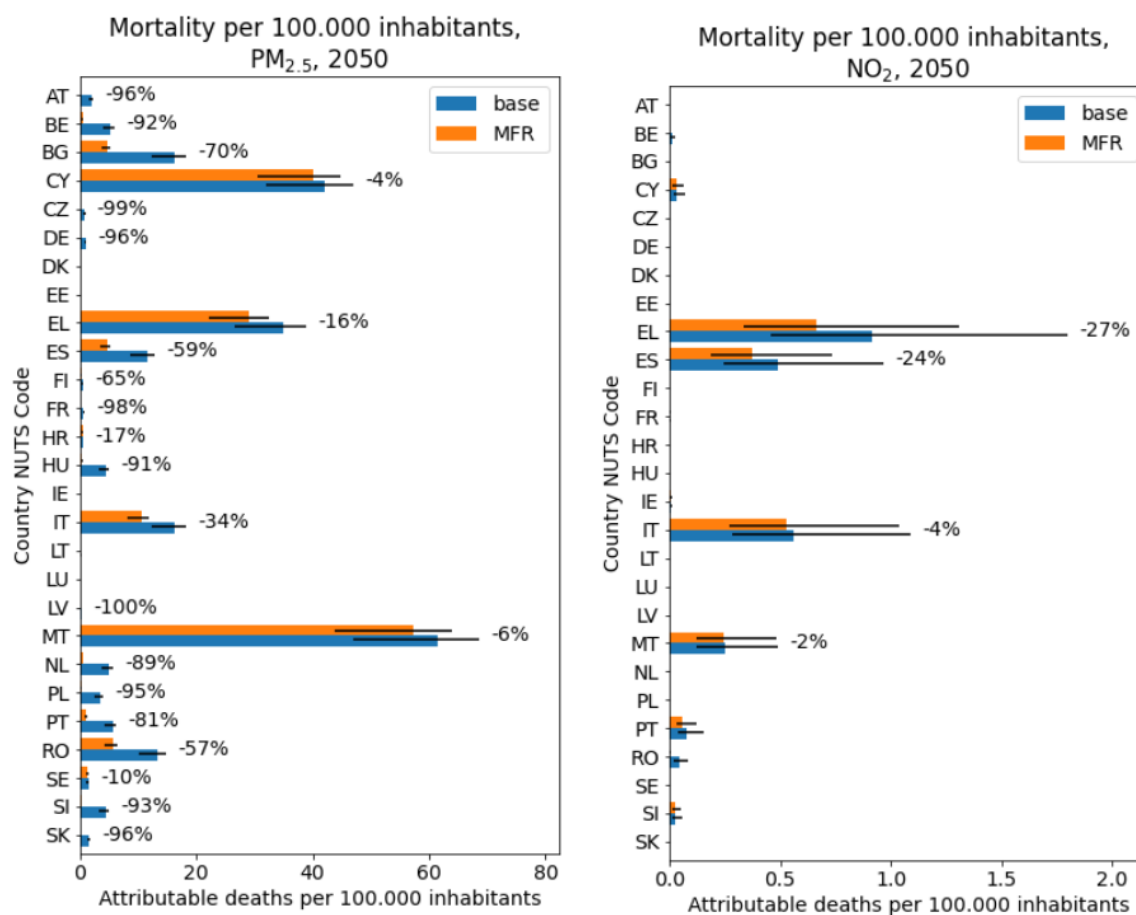 Mortality per 100.000 inhabitants,
PM2.5, 2050
base
MFR
Country NUTS Code
AT
-96%
BE
-92%
BG
-70%
CY
-4%
CZ
-99%
DE
-96%
DK
EE
EL
-16%
ES
-59%
FI
-65%
FR
-98%
HR
-17%
HU
-91%
IE
IT
-34%
LT
LU
LV
-100%
MT
-6%
NL
-89%
PL
-95%
PT
-81%
RO
-57%
SE
-10%
SI
-93%
SK
-96%
0 20 40 60 80
Attributable deaths per 100.000 inhabitants
Mortality per 100.000 inhabitants,
NO2, 2050
base
MFR
Country NUTS Code
AT
BE
BG
CY
CZ
DE
DK
EE
EL
-27%
ES
-24%
FI
FR
HR
HU
IE
IT
-4%
LT
LU
LV
MT
-2%
NL
PL
PT
RO
SE
SI
SK
0.0 0.5 1.0 1.5 2.0
Attributable deaths per 100.000 inhabitants